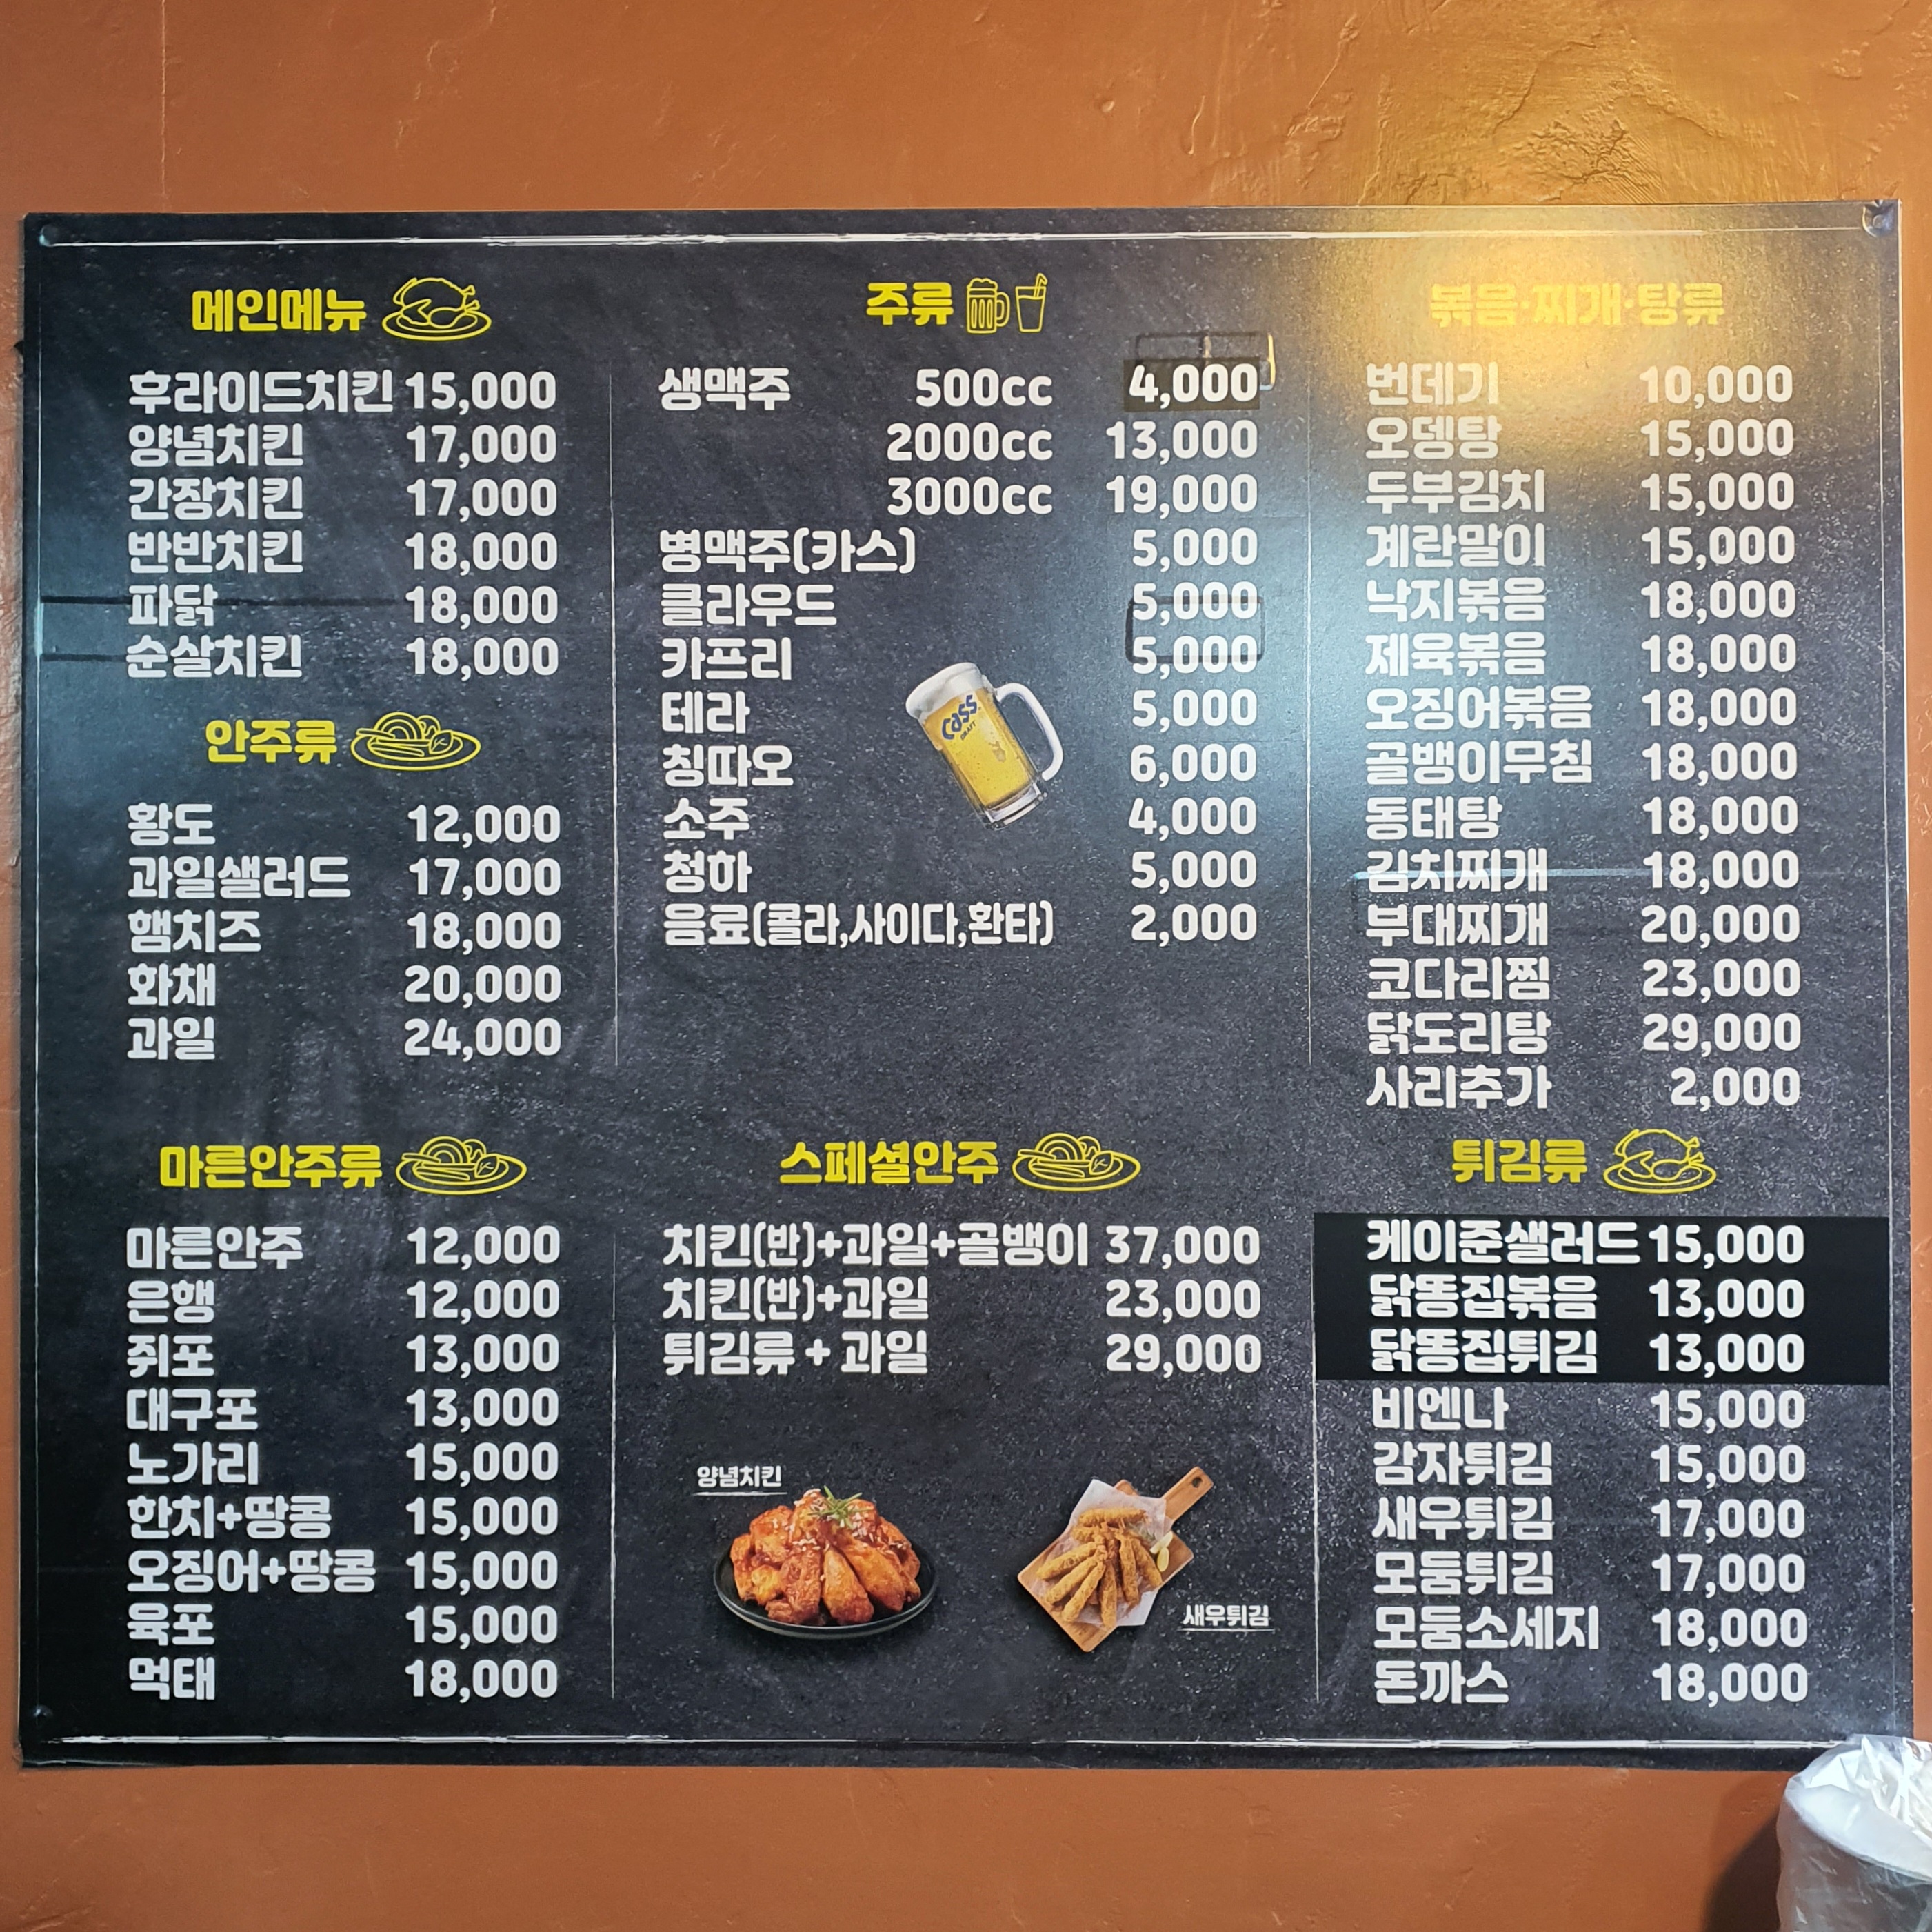 메인메뉴
후라이드치킨 15,000
양념치킨 17,000
간장치킨 17,000
반반치킨 18,000
파닭 18,000
순살치킨 18,000
안주류
황도 12,000
과일샐러드 17,000
햄치즈 18,000
화채 20,000
과일 24,000
마른안주류
마른안주 12,000
은행 12,000
쥐포 13,000
대구포 13,000
노가리 15,000
한치+땅콩 15,000
오징어+땅콩 15,000
육포 15,000
먹태 18,000
주류
생맥주 500cc 4,000
2000cc 13,000
3000cc 19,000
병맥주(카스) 5,000
클라우드 5,000
카프리 5,000
테라 5,000
칭따오 6,000
소주 4,000
청하 5,000
음료(콜라,사이다,환타) 2,000
cass
DRAFT
스페셜안주
치킨(반)+과일+골뱅이 37,000
치킨(반)+과일 23,000
튀김류 + 과일 29,000
양념치킨
새우튀김
볶음·찌개·탕류
번데기 10,000
오뎅탕 15,000
두부김치 15,000
계란말이 15,000
낙지볶음 18,000
제육볶음 18,000
오징어볶음 18,000
골뱅이무침 18,000
동태탕 18,000
김치찌개 18,000
부대찌개 20,000
코다리찜 23,000
닭도리탕 29,000
사리추가 2,000
튀김류
케이준샐러드 15,000
닭똥집볶음 13,000
닭똥집튀김 13,000
비엔나 15,000
감자튀김 15,000
새우튀김 17,000
모둠튀김 17,000
모둠소세지 18,000
돈까스 18,000